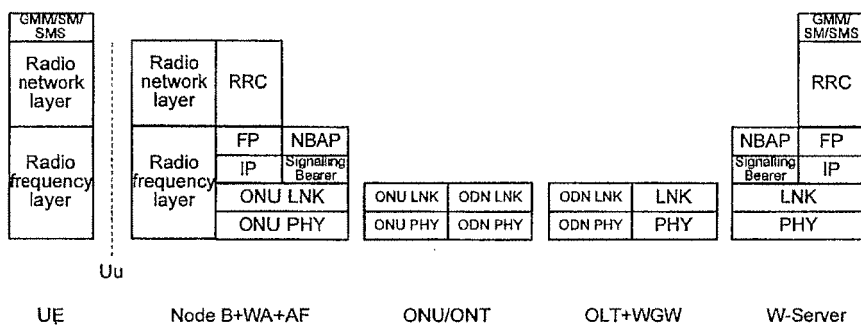 GMM/SM/
SMS
Radio
network
layer
Radio
frequency
layer
Uu
Radio
network
layer
RRC
Radio
frequency
layer
FP
NBAP
IP
Signalling
Bearer
ONU LNK
ONU PHY
ONU LNK
ODN LNK
ONU PHY
ODN PHY
ODN LNK
LNK
ODN PHY
PHY
GMM/
SM/SMS
RRC
NBAP
FP
Signalling
Bearer
IP
LNK
PHY
UE
Node B+WA+AF
ONU/ONT
OLT+WGW
W-Server